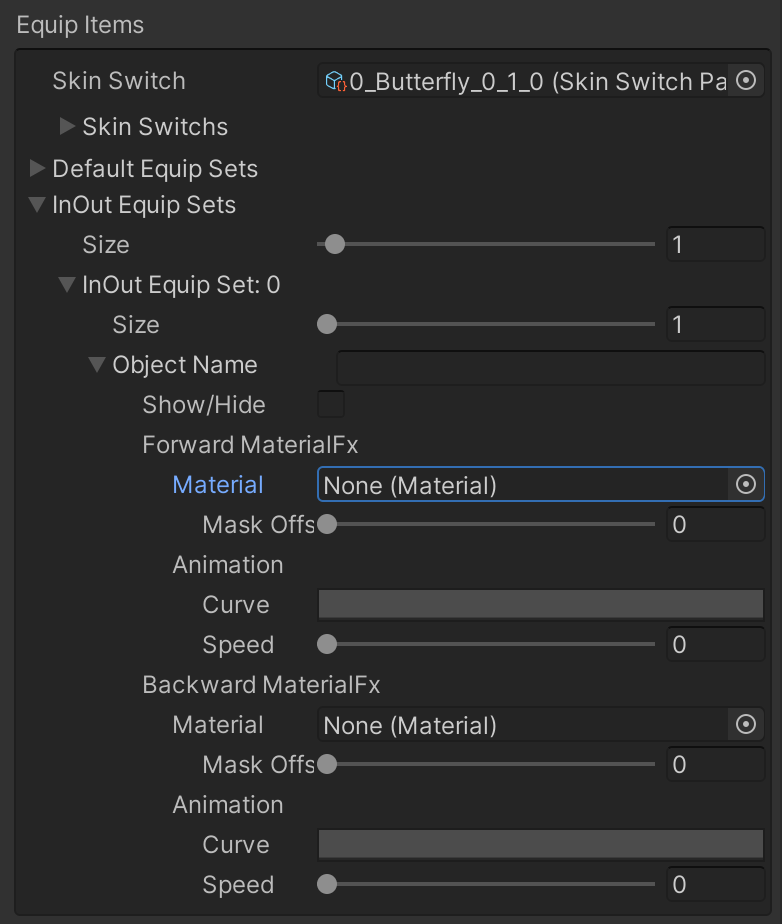 Equip Items
Skin Switch 0_Butterfly_0_1_0 (Skin Switch Pa
Skin Switchs
Default Equip Sets
InOut Equip Sets
Size 1
InOut Equip Set: 0
Size 1
Object Name
Show/Hide
Forward MaterialFx
Material None (Material)
Mask Offs 0
Animation
Curve
Speed 0
Backward MaterialFx
Material None (Material)
Mask Offs 0
Animation
Curve
Speed 0